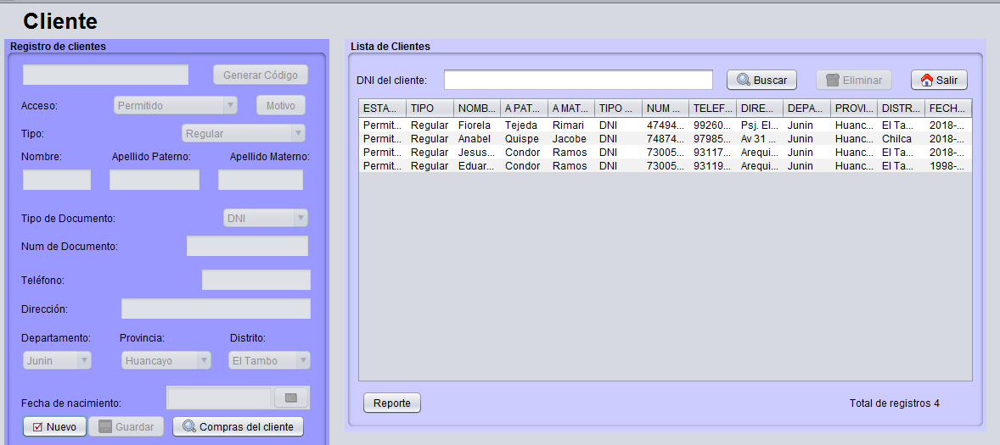 Cliente
Registro de clientes
Generar Código
Acceso: Permitido Motivo
Tipo: Regular
Nombre: Apellido Paterno: Apellido Materno:
Tipo de Documento: DNI
Num de Documento:
Teléfono:
Dirección:
Departamento: Provincia: Distrito:
Junin Huancayo El Tambo
Fecha de nacimiento:
Nuevo Guardar Compras del cliente
Lista de Clientes
DNI del cliente: Buscar Eliminar Salir
ESTA... TIPO NOMB... A PAT... A MAT... TIPO ... NUM ... TELEF... DIRE... DEPA... PROVI... DISTR... FECH...
Permit... Regular Fiorela Tejeda Rimari DNI 47494... 99260... Psj. El... Junin Huanc... El Ta... 2018-...
Permit... Regular Anabel Quispe Jacobe DNI 74874... 97985... Av 31 ... Junin Huanc... Chilca 2018-...
Permit... Regular Jesus... Condor Ramos DNI 73005... 93117... Arequi... Junin Huanc... El Ta... 2018-...
Permit... Regular Eduar... Condor Ramos DNI 73005... 93119... Arequi... Junin Huanc... El Ta... 1998-...
Reporte Total de registros 4